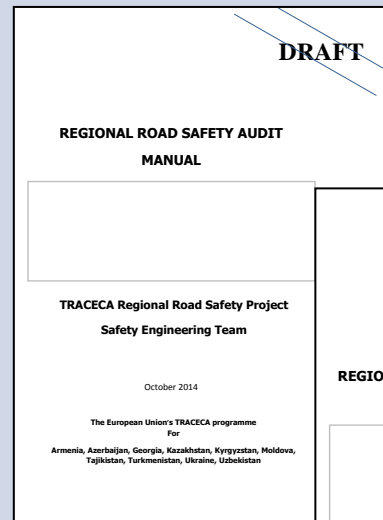 DRAFT
REGIONAL ROAD SAFETY AUDIT
MANUAL
TRACECA Regional Road Safety Project
Safety Engineering Team
October 2014
The European Union's TRACECA programme
For
Armenia, Azerbaijan, Georgia, Kazakhstan, Kyrgyzstan, Moldova,
Tajikistan, Turkmenistan, Ukraine, Uzbekistan
REGIO